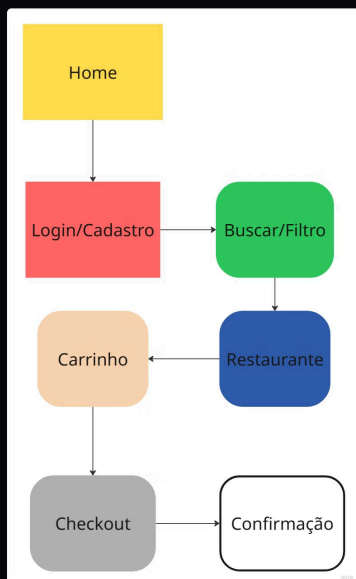 Home
Login/Cadastro
Buscar/Filtro
Restaurante
Carrinho
Checkout
Confirmação